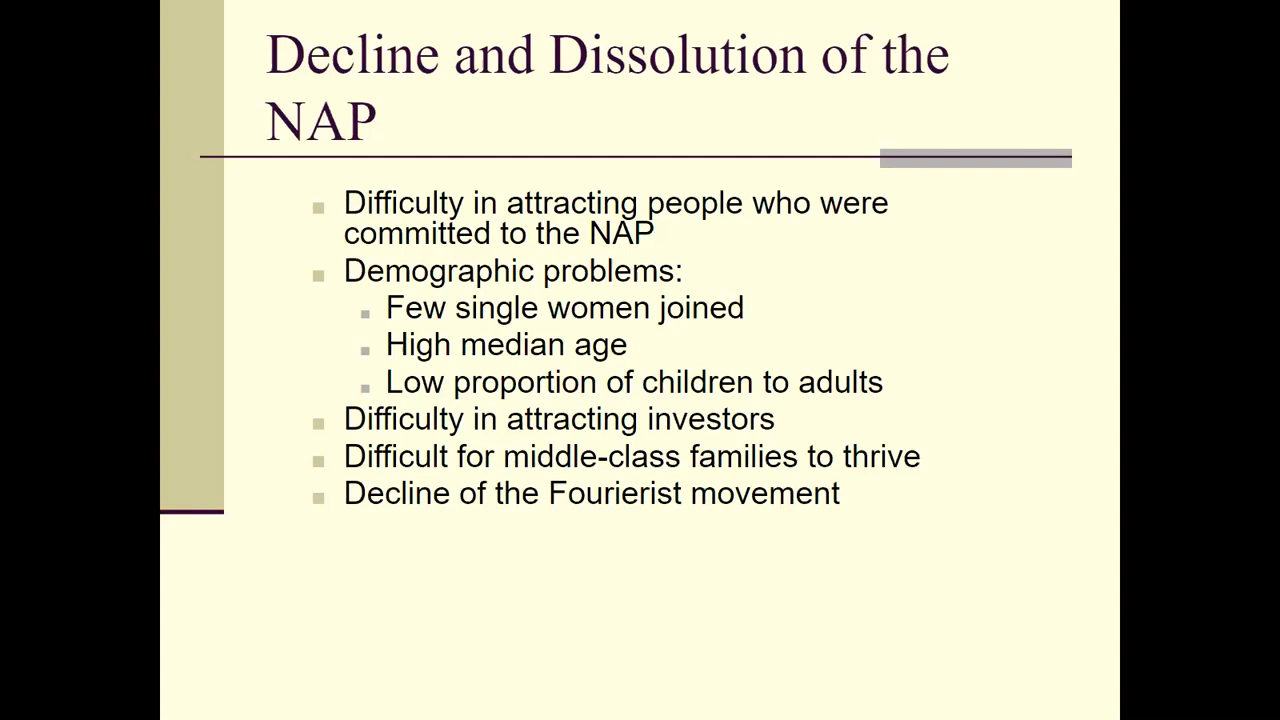 Decline and Dissolution of the
NAP
Difficulty in attracting people who were
committed to the NAP
Demographic problems:
Few single women joined
High median age
Low proportion of children to adults
Difficulty in attracting investors
Difficult for middle-class families to thrive
Decline of the Fourierist movement